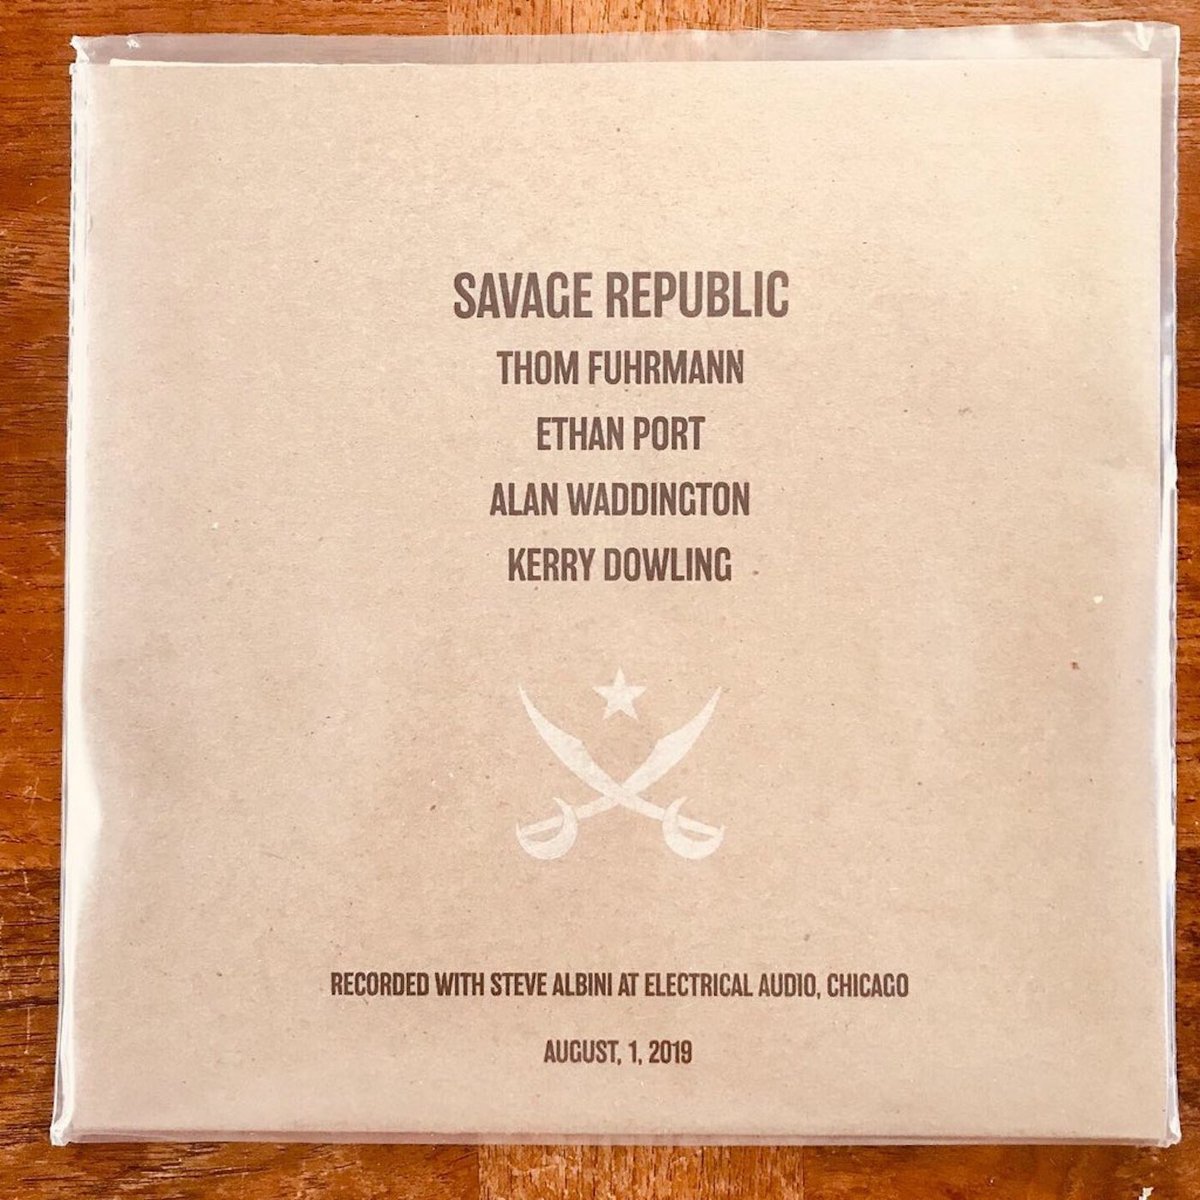 SAVAGE REPUBLIC
THOM FUHRMANN
ETHAN PORT
ALAN WADDINGTON
KERRY DOWLING
RECORDED WITH STEVE ALBINI AT ELECTRICAL AUDIO, CHICAGO
AUGUST, 1, 2019